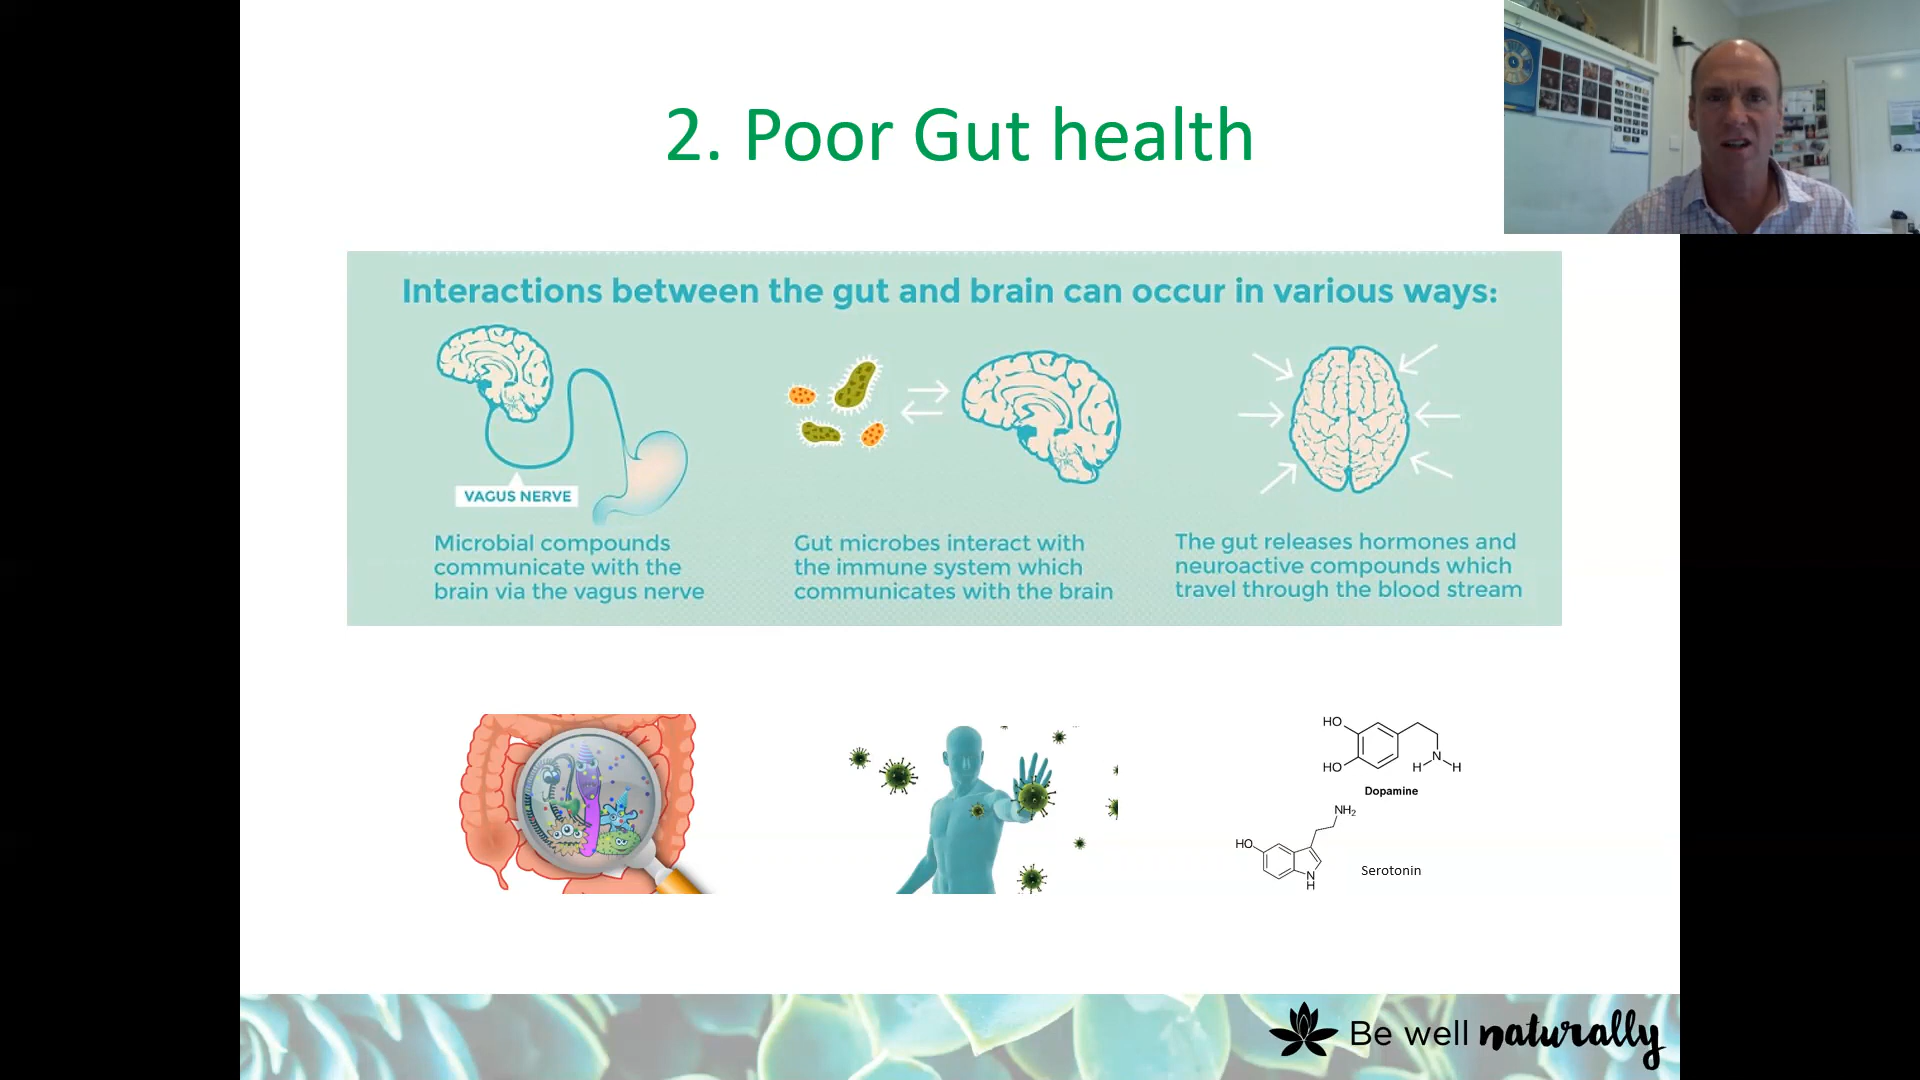 2. Poor Gut health
Interactions between the gut and brain can occur in various ways:
VAGUS NERVE
Microbial compounds
communicate with the
brain via the vagus nerve
Gut microbes interact with
the immune system which
communicates with the brain
The gut releases hormones and
neuroactive compounds which
travel through the blood stream
HO
HO
H N H
Dopamine
NH2
HO
N
H
Serotonin
Be well naturally